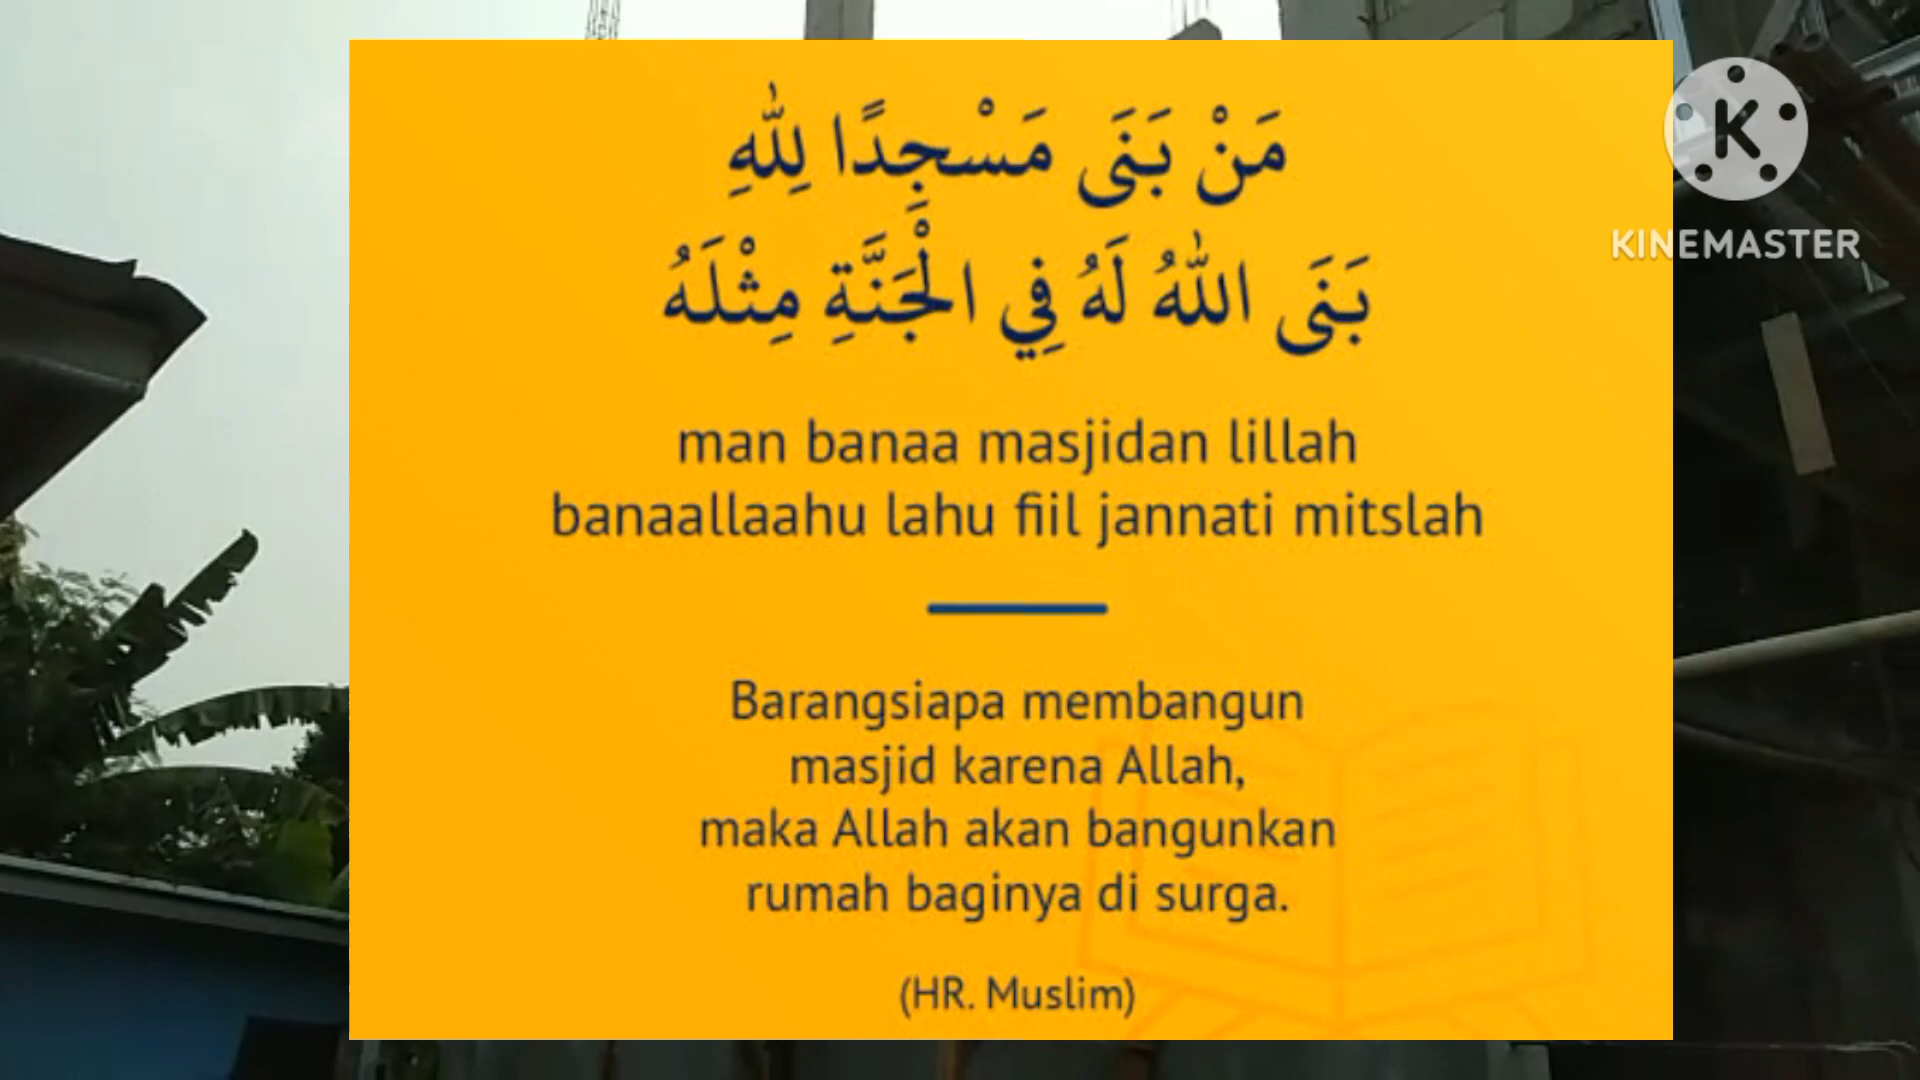 مَنْ بَنَى مَسْجِدًا لِلّٰهِ
بَنَى اللّٰهُ لَهُ فِي الْجَنَّةِ مِثْلَهُ
man banaa masjidan lillah
banaallaahu lahu fiil jannati mitslah
Barangsiapa membangun
masjid karena Allah,
maka Allah akan bangunkan
rumah baginya di surga.
(HR. Muslim)
K
KINEMASTER